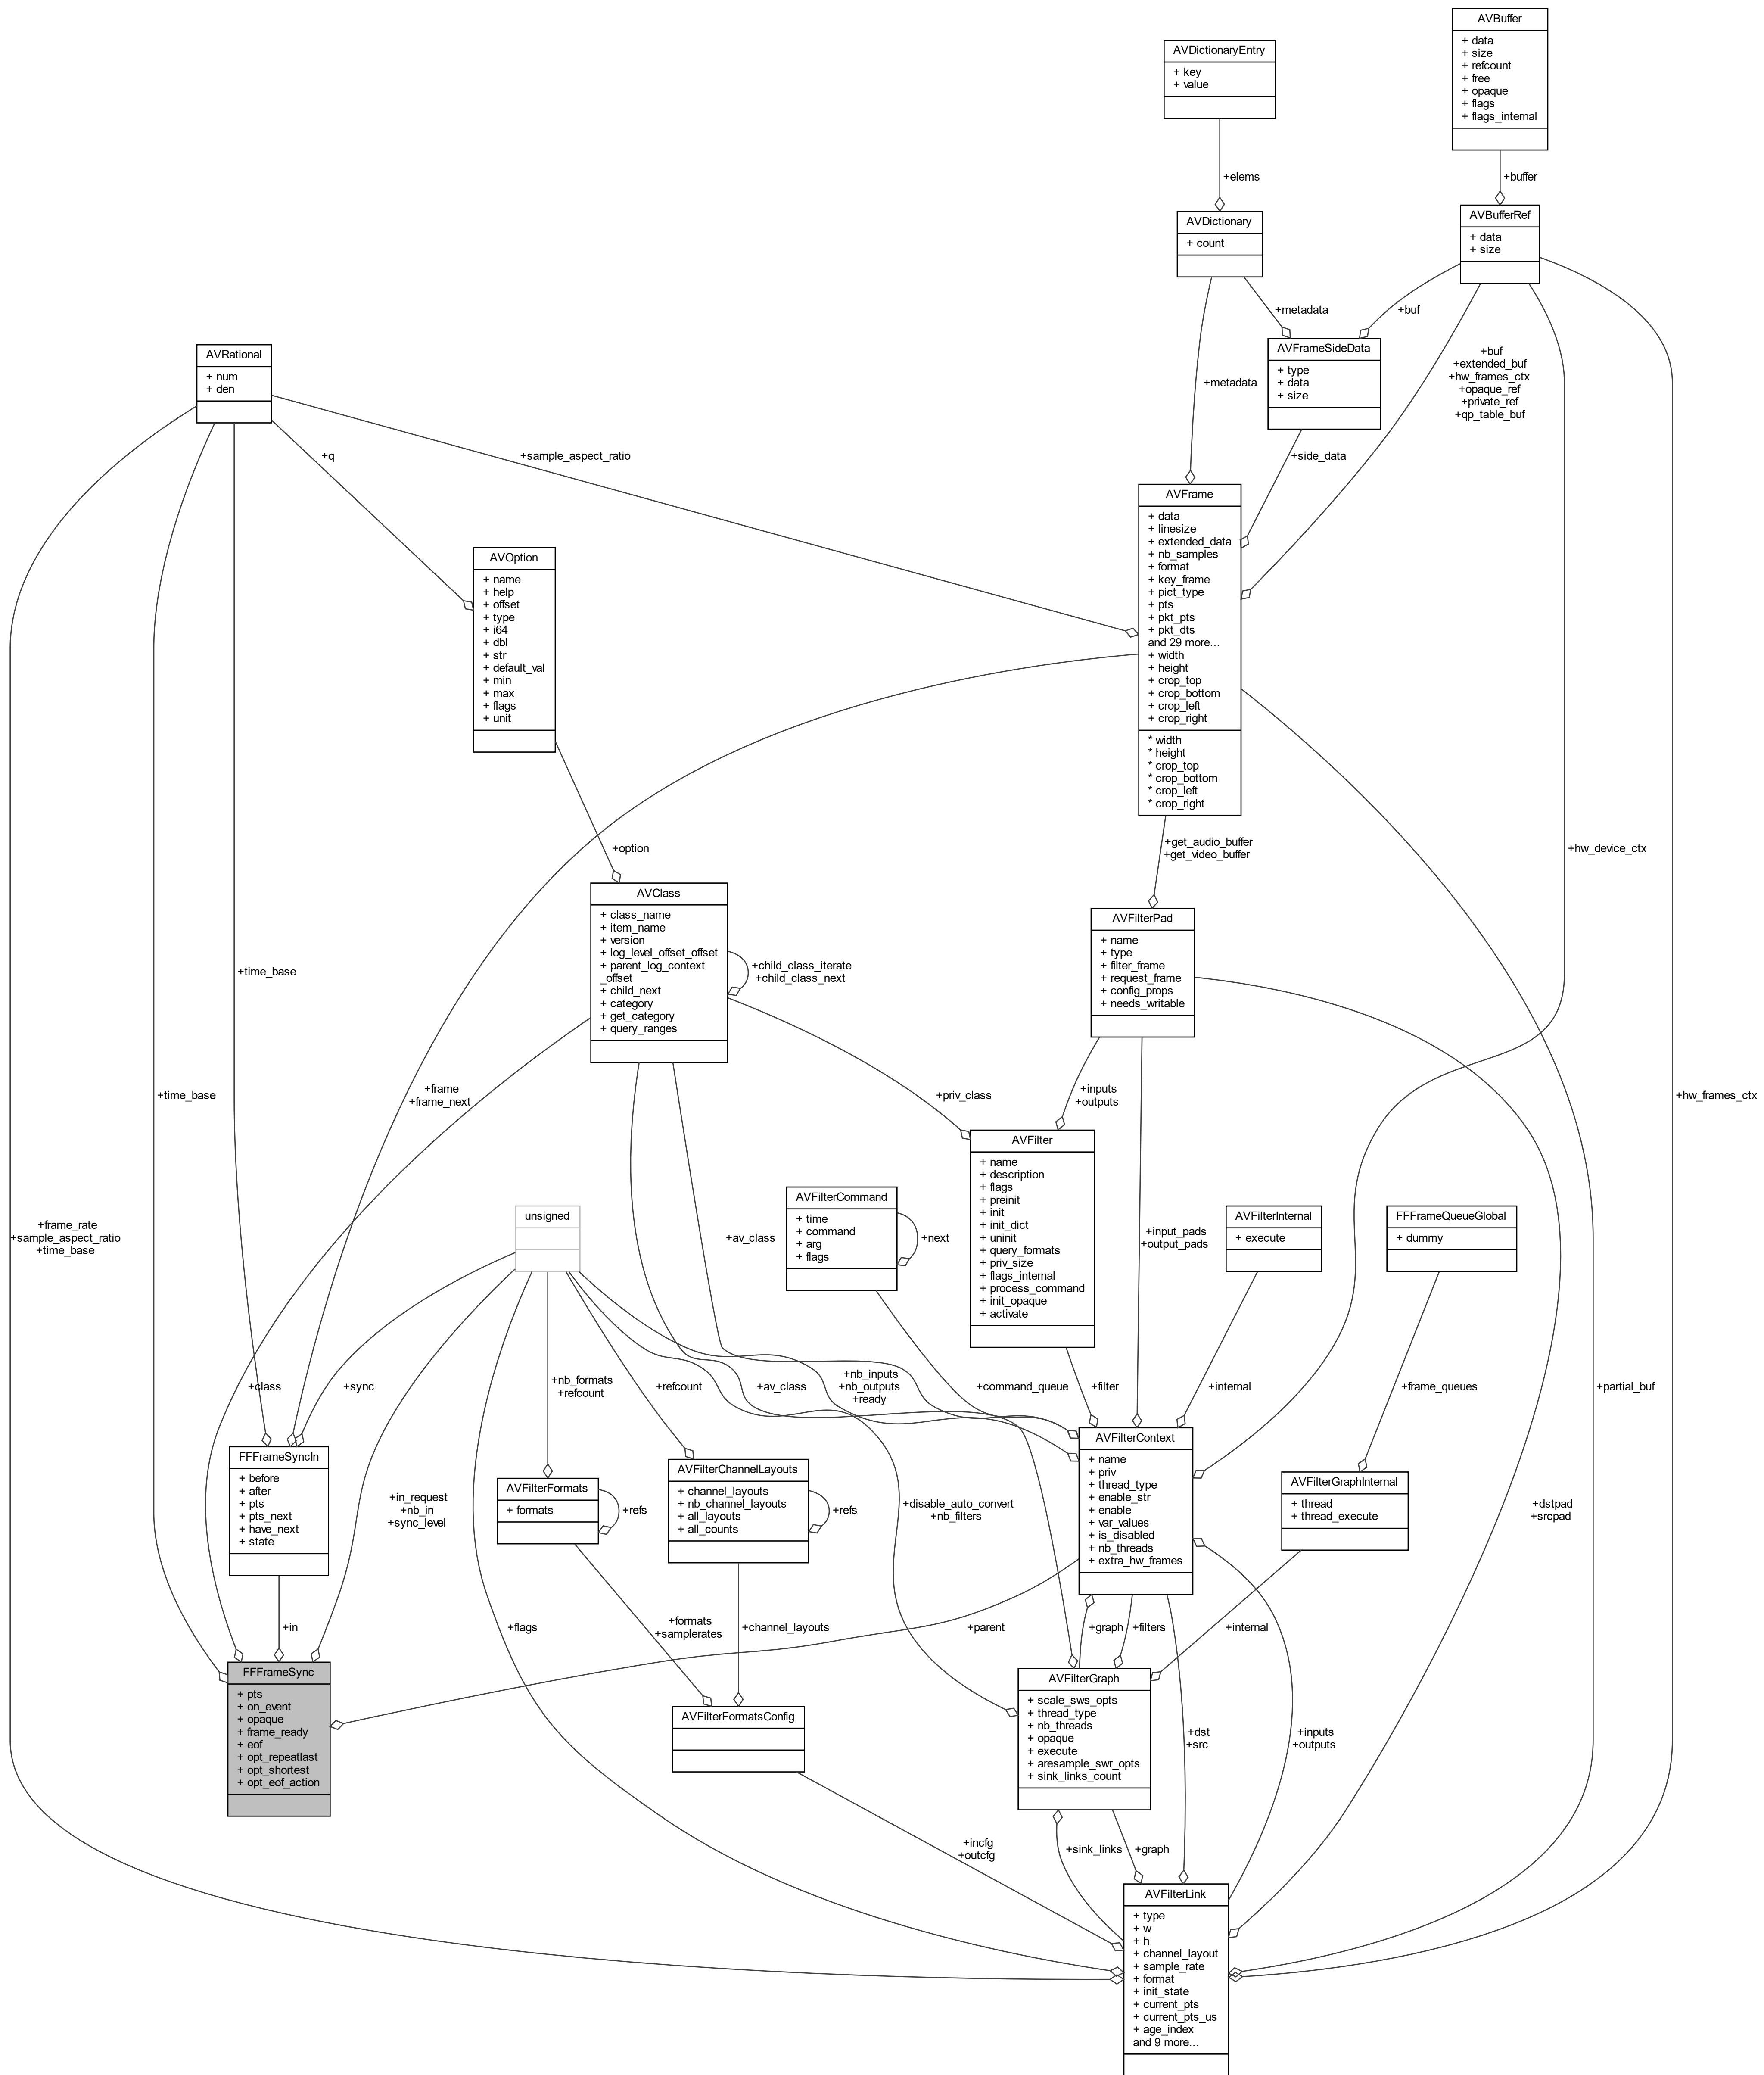 AVBuffer
+ data
+ size
+ refcount
+ free
+ opaque
+ flags
+ flags_internal
AVDictionaryEntry
+ key
+ value
+elems
+buffer
AVDictionary
+ count
AVBufferRef
+ data
+ size
+metadata
+buf
AVFrameSideData
+ type
+ data
+ size
AVRational
+ num
+ den
+metadata
+buf
+extended_buf
+hw_frames_ctx
+opaque_ref
+private_ref
+qp_table_buf
+q
+sample_aspect_ratio
+side_data
AVFrame
+ data
+ linesize
+ extended_data
+ nb_samples
+ format
+ key_frame
+ pict_type
+ pts
+ pkt_pts
+ pkt_dts
and 29 more...
+ width
+ height
+ crop_top
+ crop_bottom
+ crop_left
+ crop_right
* width
* height
* crop_top
* crop_bottom
* crop_left
* crop_right
AVOption
+ name
+ help
+ offset
+ type
+ i64
+ dbl
+ str
+ default_val
+ min
+ max
+ flags
+ unit
+option
+get_audio_buffer
+get_video_buffer
+hw_device_ctx
AVClass
+ class_name
+ item_name
+ version
+ log_level_offset_offset
+ parent_log_context
_offset
+ child_next
+ category
+ get_category
+ query_ranges
+child_class_iterate
+child_class_next
AVFilterPad
+ name
+ type
+ filter_frame
+ request_frame
+ config_props
+ needs_writable
+time_base
+time_base
+frame
+frame_next
+priv_class
+inputs
+outputs
+hw_frames_ctx
AVFilter
+ name
+ description
+ flags
+ preinit
+ init
+ init_dict
+ uninit
+ query_formats
+ priv_size
+ flags_internal
+ process_command
+ init_opaque
+ activate
AVFilterCommand
+ time
+ command
+ arg
+ flags
+next
unsigned
+frame_rate
+sample_aspect_ratio
+time_base
+av_class
+input_pads
+output_pads
AVFilterInternal
+ execute
FFFrameQueueGlobal
+ dummy
+class
+sync
+nb_formats
+refcount
+refcount
+av_class
+nb_inputs
+nb_outputs
+ready
+command_queue
+filter
+internal
+frame_queues
+partial_buf
FFFrameSyncIn
+ before
+ after
+ pts
+ pts_next
+ have_next
+ state
+in_request
+nb_in
+sync_level
AVFilterFormats
+ formats
+refs
AVFilterChannelLayouts
+ channel_layouts
+ nb_channel_layouts
+ all_layouts
+ all_counts
+refs
+disable_auto_convert
+nb_filters
AVFilterContext
+ name
+ priv
+ thread_type
+ enable_str
+ enable
+ var_values
+ is_disabled
+ nb_threads
+ extra_hw_frames
AVFilterGraphInternal
+ thread
+ thread_execute
+dstpad
+srcpad
+in
+flags
+formats
+samplerates
+channel_layouts
+parent
+graph
+filters
+internal
FFFrameSync
+ pts
+ on_event
+ opaque
+ frame_ready
+ eof
+ opt_repeatlast
+ opt_shortest
+ opt_eof_action
AVFilterFormatsConfig
AVFilterGraph
+ scale_sws_opts
+ thread_type
+ nb_threads
+ opaque
+ execute
+ aresample_swr_opts
+ sink_links_count
+dst
+src
+inputs
+outputs
+incfg
+outcfg
+sink_links
+graph
AVFilterLink
+ type
+ w
+ h
+ channel_layout
+ sample_rate
+ format
+ init_state
+ current_pts
+ current_pts_us
+ age_index
and 9 more...